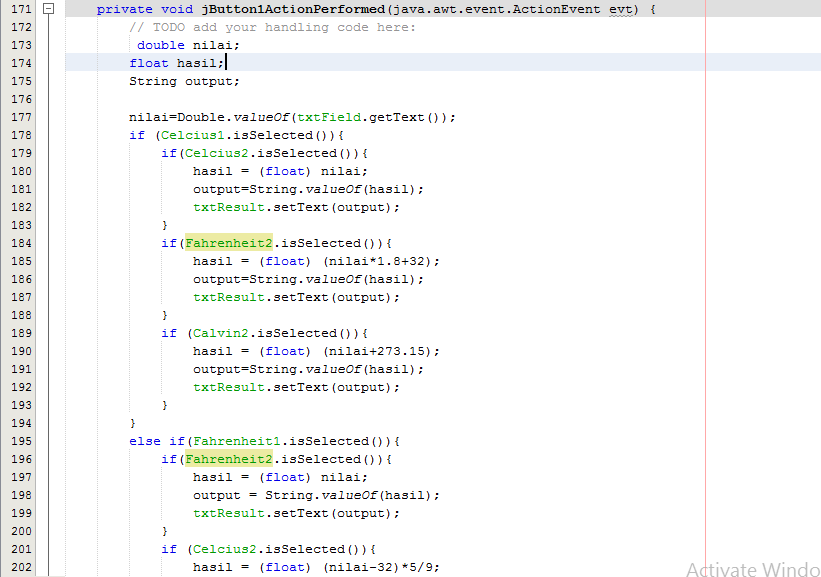 171 private void jButton1ActionPerformed(java.awt.event.ActionEvent evt) {
172 // TODO add your handling code here:
173 double nilai;
174 float hasil;
175 String output;
176
177 nilai=Double.valueOf(txtField.getText());
178 if (Celcius1.isSelected()){
179 if(Celcius2.isSelected()){
180 hasil = (float) nilai;
181 output=String.valueOf(hasil);
182 txtResult.setText(output);
183 }
184 if(Fahrenheit2.isSelected()){
185 hasil = (float) (nilai*1.8+32);
186 output=String.valueOf(hasil);
187 txtResult.setText(output);
188 }
189 if (Calvin2.isSelected()){
190 hasil = (float) (nilai+273.15);
191 output=String.valueOf(hasil);
192 txtResult.setText(output);
193 }
194 }
195 else if(Fahrenheit1.isSelected()){
196 if(Fahrenheit2.isSelected()){
197 hasil = (float) nilai;
198 output = String.valueOf(hasil);
199 txtResult.setText(output);
200 }
201 if (Celcius2.isSelected()){
202 hasil = (float) (nilai-32)*5/9;
Activate Windo